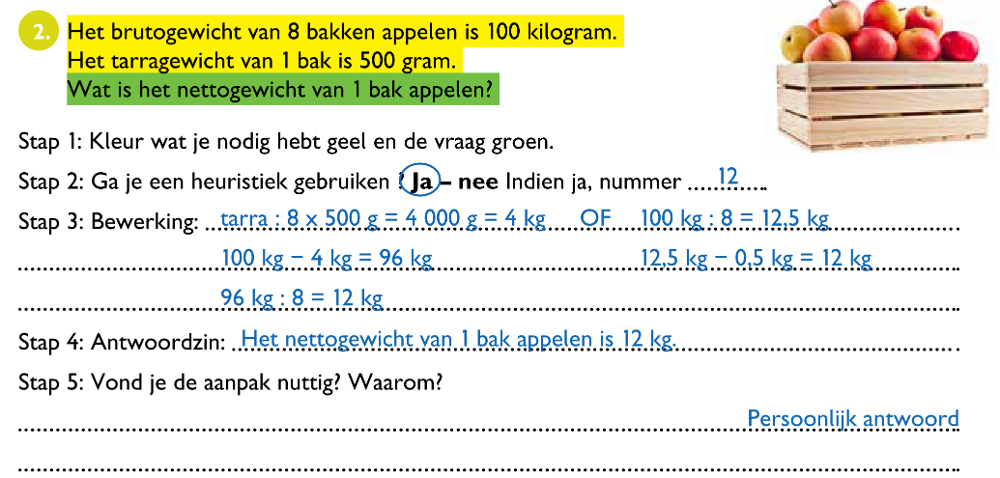 2. Het brutogewicht van 8 bakken appelen is 100 kilogram.
Het tarragewicht van 1 bak is 500 gram.
Wat is het nettogewicht van 1 bak appelen?
Stap 1: Kleur wat je nodig hebt geel en de vraag groen.
Stap 2: Ga je een heuristiek gebruiken ? Ja – nee Indien ja, nummer ......12.....
Stap 3: Bewerking: tarra : 8 x 500 g = 4 000 g = 4 kg OF 100 kg : 8 = 12,5 kg
100 kg – 4 kg = 96 kg 12,5 kg – 0,5 kg = 12 kg
96 kg : 8 = 12 kg
Stap 4: Antwoordzin: Het nettogewicht van 1 bak appelen is 12 kg.
Stap 5: Vond je de aanpak nuttig? Waarom?
Persoonlijk antwoord